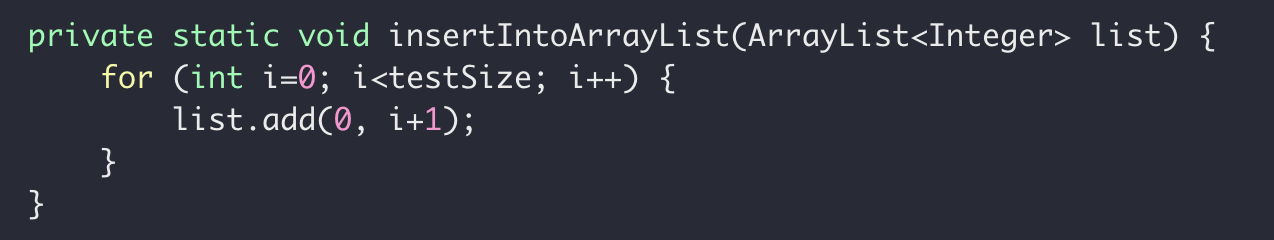 private static void insertIntoArrayList(ArrayList<Integer> list) {
    for (int i=0; i<testSize; i++) {
        list.add(0, i+1);
    }
}